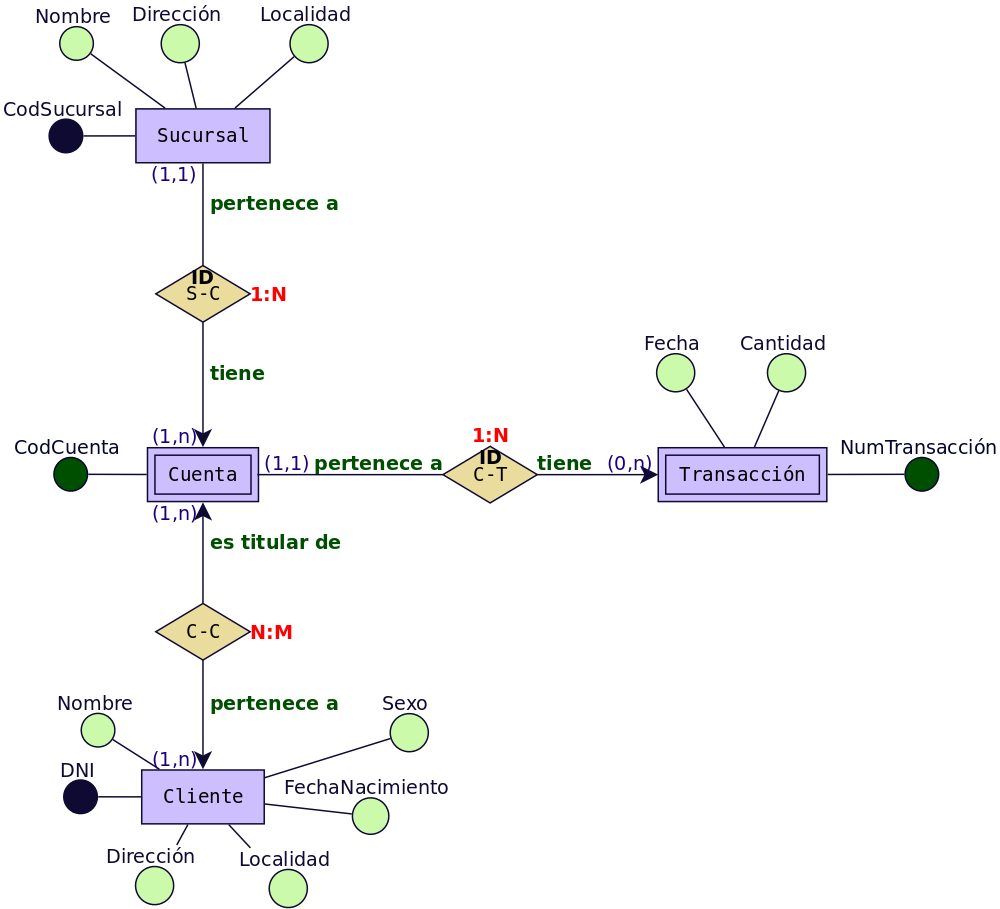 Nombre
Dirección
Localidad
CodSucursal
Sucursal
(1,1)
pertenece a
ID
S-C
1:N
tiene
Fecha
Cantidad
(1,n)
1:N
CodCuenta
Cuenta
(1,1)
pertenece a
ID
C-T
tiene
(0,n)
Transacción
NumTransacción
(1,n)
es titular de
C-C
N:M
pertenece a
Nombre
Sexo
(1,n)
DNI
Cliente
FechaNacimiento
Dirección
Localidad